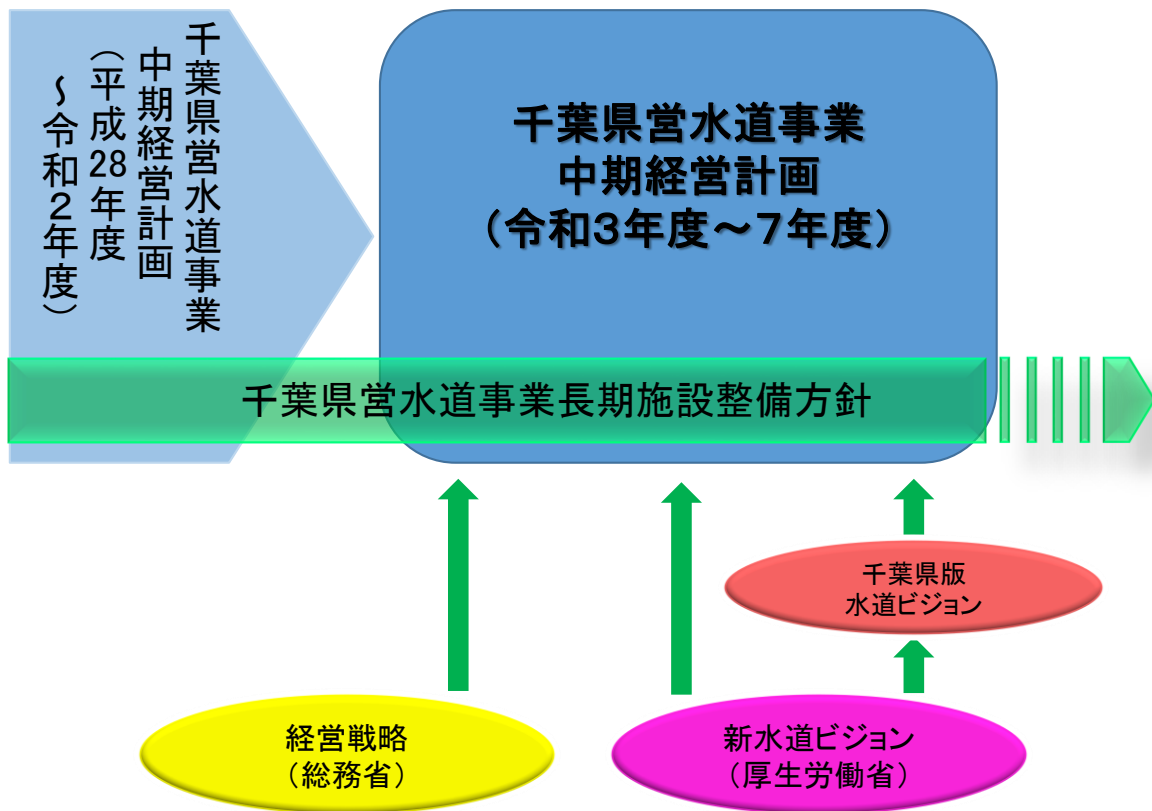 千葉県営水道事業
中期経営計画
（平成28年度
～令和２年度）
千葉県営水道事業
中期経営計画
（令和３年度～７年度）
千葉県営水道事業長期施設整備方針
千葉県版
水道ビジョン
経営戦略
（総務省）
新水道ビジョン
（厚生労働省）